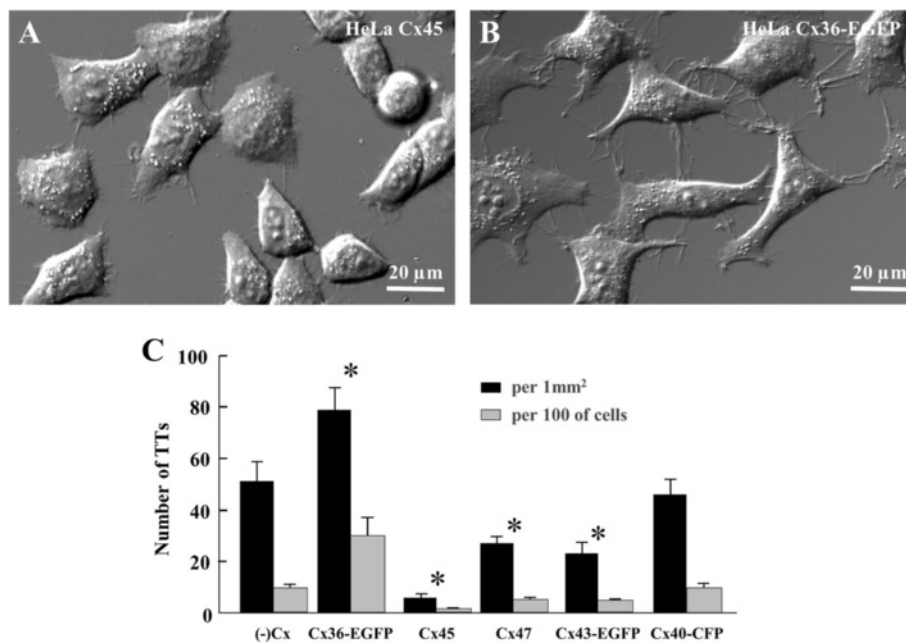 A
HeLa Cx45
20 µm
B
HeLa Cx36-EGFP
20 µm
C
100
80
60
40
20
0
Number of TTs
* * * *
per 1mm²
per 100 of cells
(-)Cx Cx36-EGFP Cx45 Cx47 Cx43-EGFP Cx40-CFP